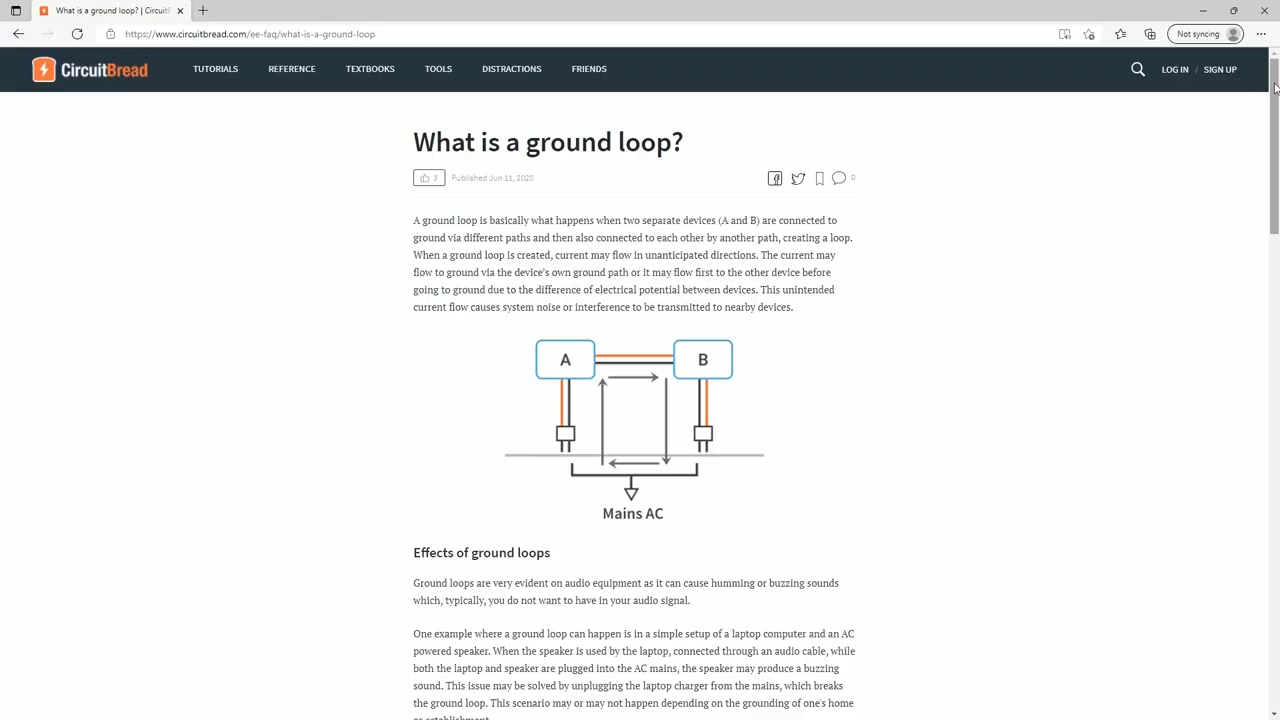 What is a ground loop? | Circuit
https://www.circuitbread.com/ee-faq/what-is-a-ground-loop
Not syncing
CircuitBread
TUTORIALS
REFERENCE
TEXTBOOKS
TOOLS
DISTRACTIONS
FRIENDS
LOG IN / SIGN UP
What is a ground loop?
3
Published Jun 11, 2020
0
A ground loop is basically what happens when two separate devices (A and B) are connected to
ground via different paths and then also connected to each other by another path, creating a loop.
When a ground loop is created, current may flow in unanticipated directions. The current may
flow to ground via the device's own ground path or it may flow first to the other device before
going to ground due to the difference of electrical potential between devices. This unintended
current flow causes system noise or interference to be transmitted to nearby devices.
A
B
Mains AC
Effects of ground loops
Ground loops are very evident on audio equipment as it can cause humming or buzzing sounds
which, typically, you do not want to have in your audio signal.
One example where a ground loop can happen is in a simple setup of a laptop computer and an AC
powered speaker. When the speaker is used by the laptop, connected through an audio cable, while
both the laptop and speaker are plugged into the AC mains, the speaker may produce a buzzing
sound. This issue may be solved by unplugging the laptop charger from the mains, which breaks
the ground loop. This scenario may or may not happen depending on the grounding of one's home
or establishment.